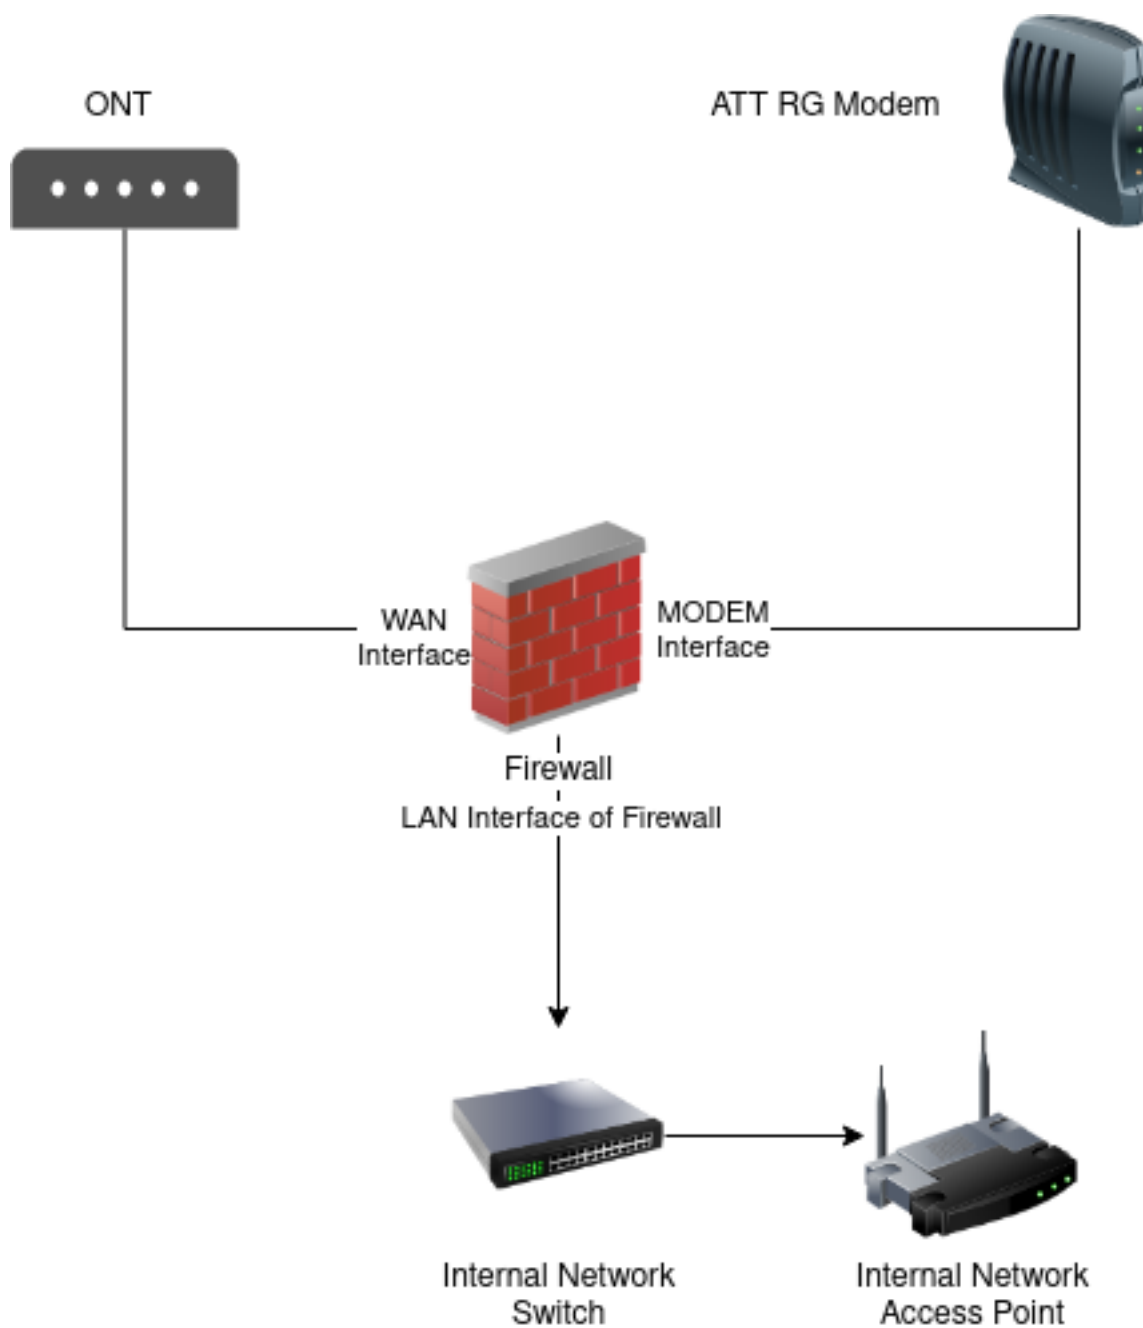 ONT
ATT RG Modem
WAN
Interface
MODEM
Interface
Firewall
LAN Interface of Firewall
Internal Network
Switch
Internal Network
Access Point